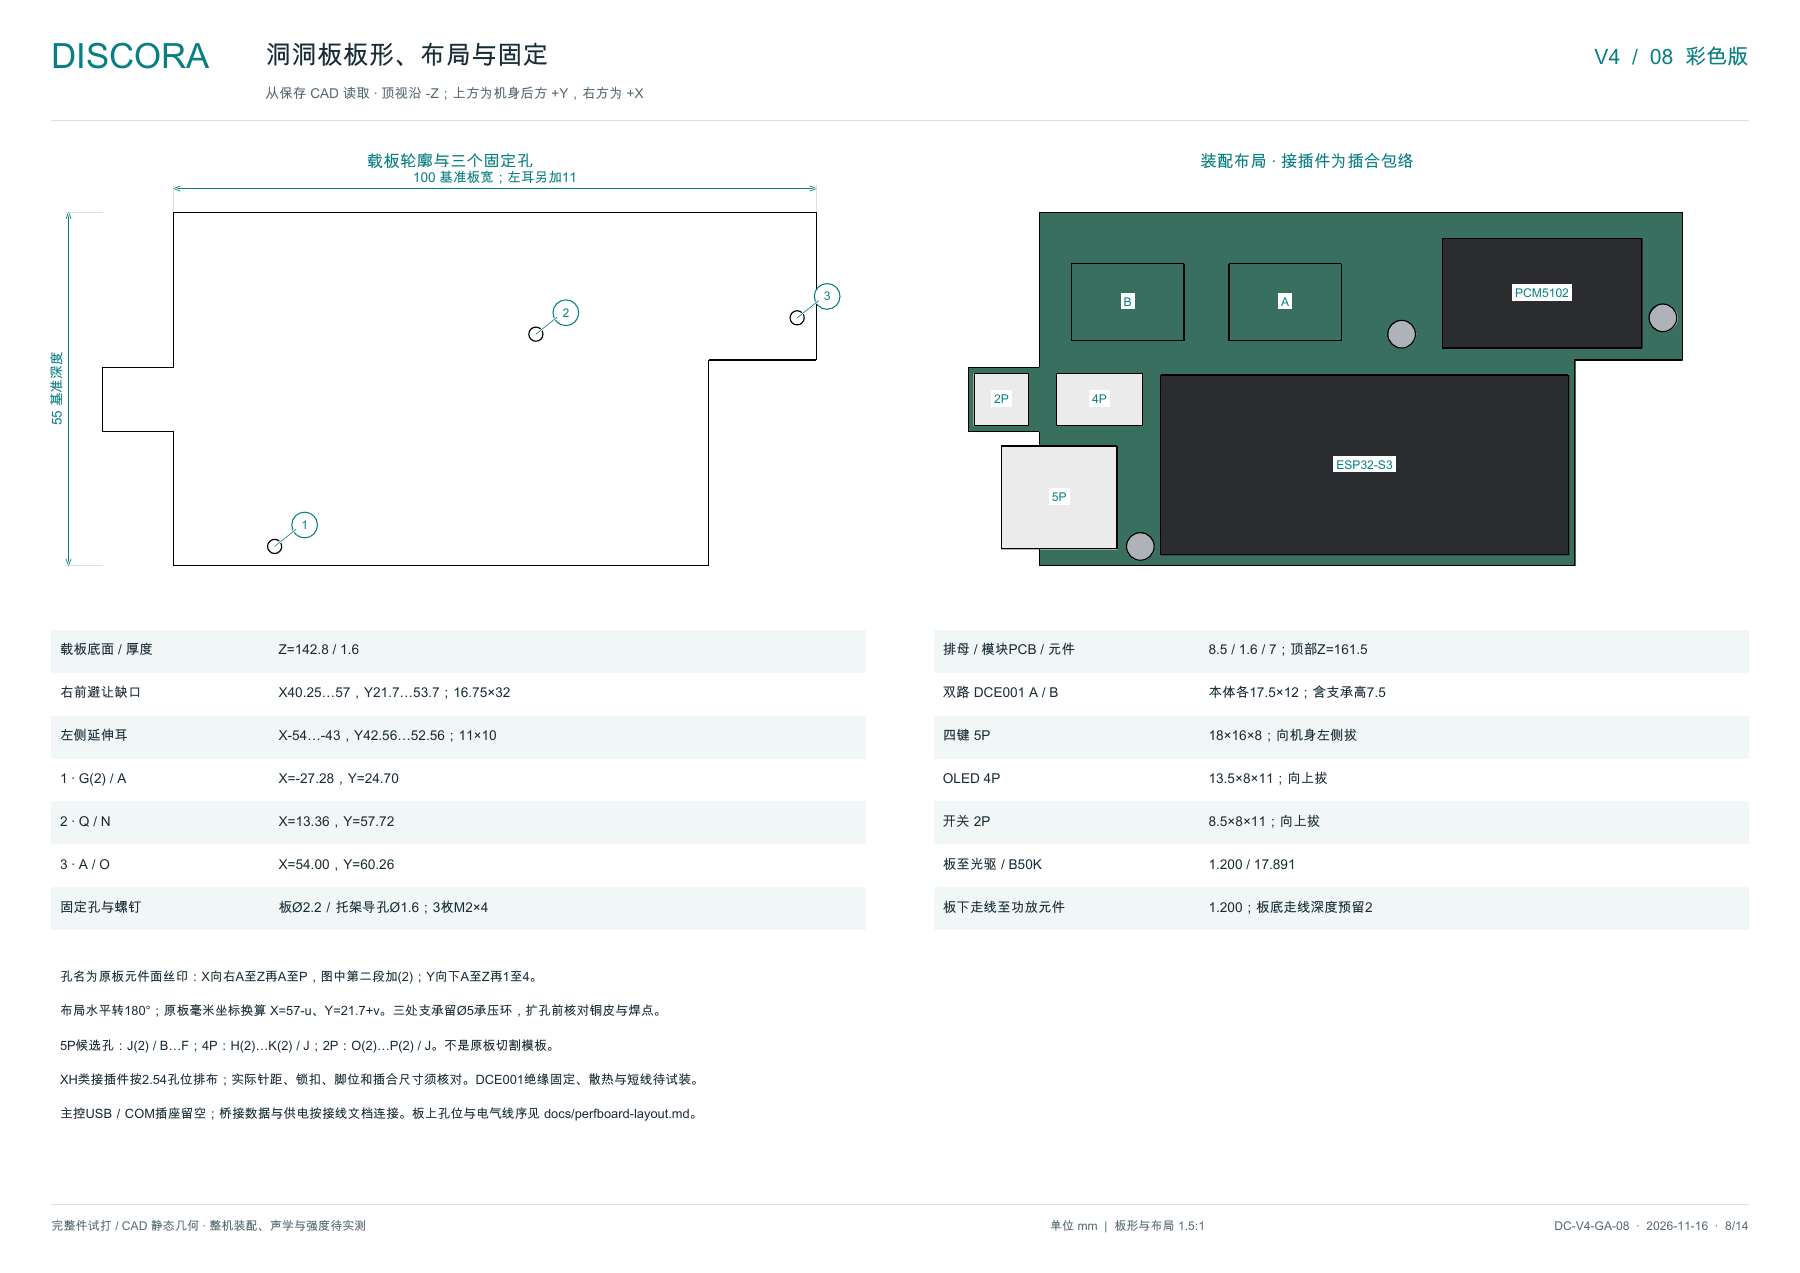 DISCORA
洞洞板板形、布局与固定
V4 / 08 彩色版
从保存 CAD 读取 · 顶视沿 -Z；上方为机身后方 +Y，右方为 +X
载板轮廓与三个固定孔
100 基准板宽；左耳另加11
55 基准深度
1
2
3
装配布局 · 接插件为插合包络
B
A
PCM5102
2P
4P
ESP32-S3
5P
载板底面 / 厚度 Z=142.8 / 1.6
右前避让缺口 X40.25…57，Y21.7…53.7；16.75×32
左侧延伸耳 X-54…-43，Y42.56…52.56；11×10
1 · G(2) / A X=-27.28，Y=24.70
2 · Q / N X=13.36，Y=57.72
3 · A / O X=54.00，Y=60.26
固定孔与螺钉 板Ø2.2 / 托架导孔Ø1.6；3枚M2×4
排母 / 模块PCB / 元件 8.5 / 1.6 / 7；顶部Z=161.5
双路 DCE001 A / B 本体各17.5×12；含支承高7.5
四键 5P 18×16×8；向机身左侧拔
OLED 4P 13.5×8×11；向上拔
开关 2P 8.5×8×11；向上拔
板至光驱 / B50K 1.200 / 17.891
板下走线至功放元件 1.200；板底走线深度预留2
孔名为原板元件面丝印：X向右A至Z再A至P，图中第二段加(2)；Y向下A至Z再1至4。
布局水平转180°；原板毫米坐标换算 X=57-u、Y=21.7+v。三处支承留Ø5承压环，扩孔前核对铜皮与焊点。
5P候选孔：J(2) / B…F；4P：H(2)…K(2) / J；2P：O(2)…P(2) / J。不是原板切割模板。
XH类接插件按2.54孔位排布；实际针距、锁扣、脚位和插合尺寸须核对。DCE001绝缘固定、散热与短线待试装。
主控USB / COM插座留空；桥接数据与供电按接线文档连接。板上孔位与电气线序见 docs/perfboard-layout.md。
完整件试打 / CAD 静态几何 · 整机装配、声学与强度待实测
单位 mm | 板形与布局 1.5:1
DC-V4-GA-08 · 2026-11-16 · 8/14